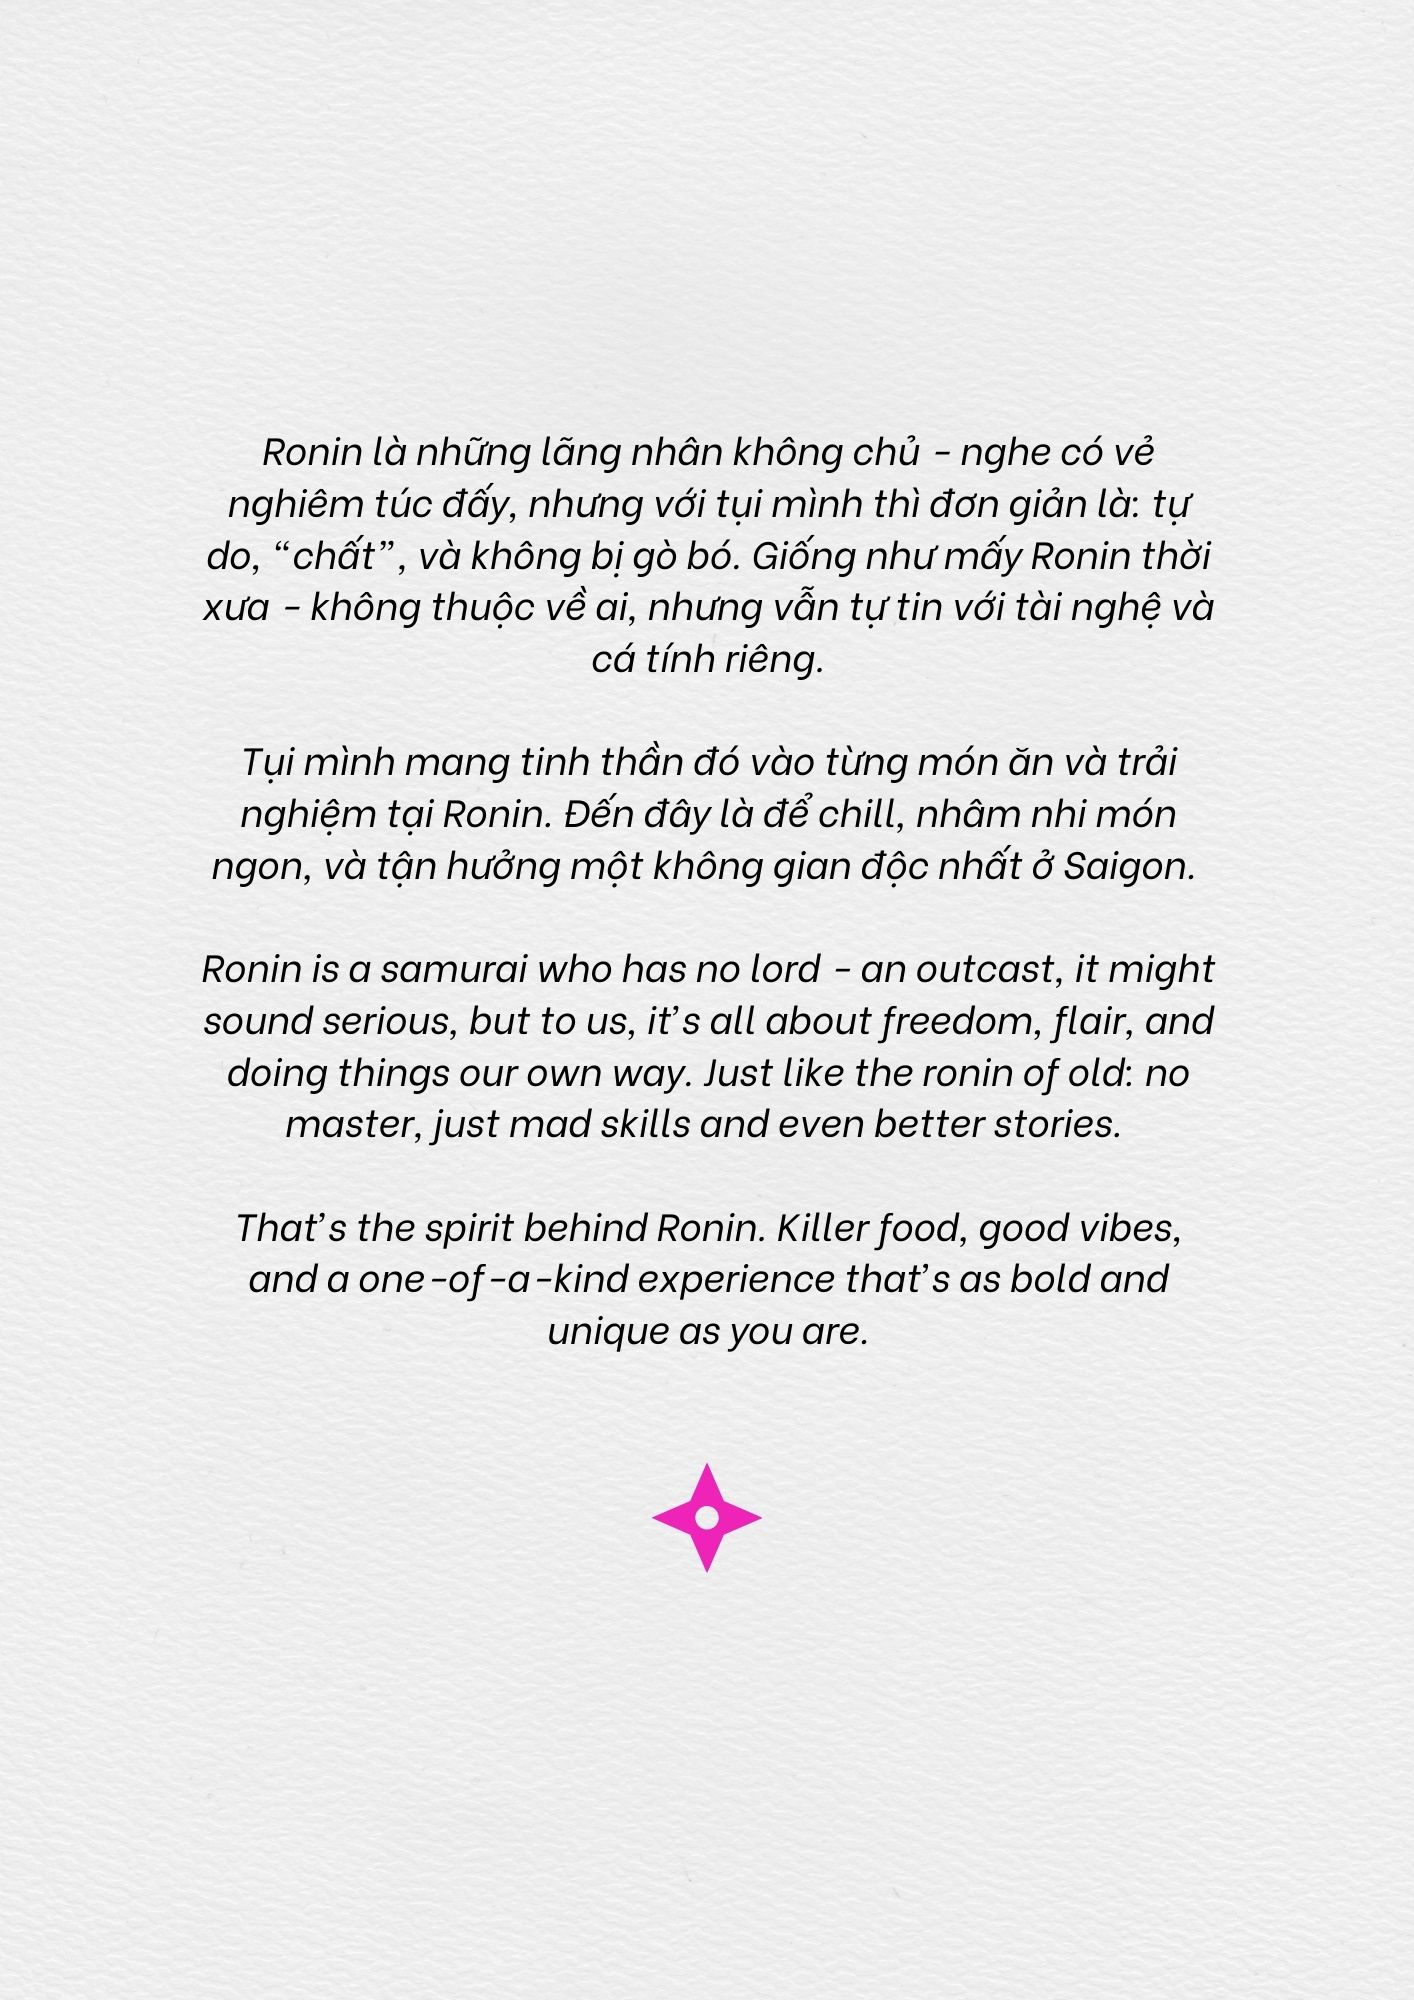 Ronin là những lãng nhân không chủ - nghe có vẻ
nghiêm túc đấy, nhưng với tụi mình thì đơn giản là: tự
do, “chất”, và không bị gò bó. Giống như mấy Ronin thời
xưa - không thuộc về ai, nhưng vẫn tự tin với tài nghệ và
cá tính riêng.
Tụi mình mang tinh thần đó vào từng món ăn và trải
nghiệm tại Ronin. Đến đây là để chill, nhâm nhi món
ngon, và tận hưởng một không gian độc nhất ở Saigon.
Ronin is a samurai who has no lord - an outcast, it might
sound serious, but to us, it’s all about freedom, flair, and
doing things our own way. Just like the ronin of old: no
master, just mad skills and even better stories.
That’s the spirit behind Ronin. Killer food, good vibes,
and a one-of-a-kind experience that’s as bold and
unique as you are.